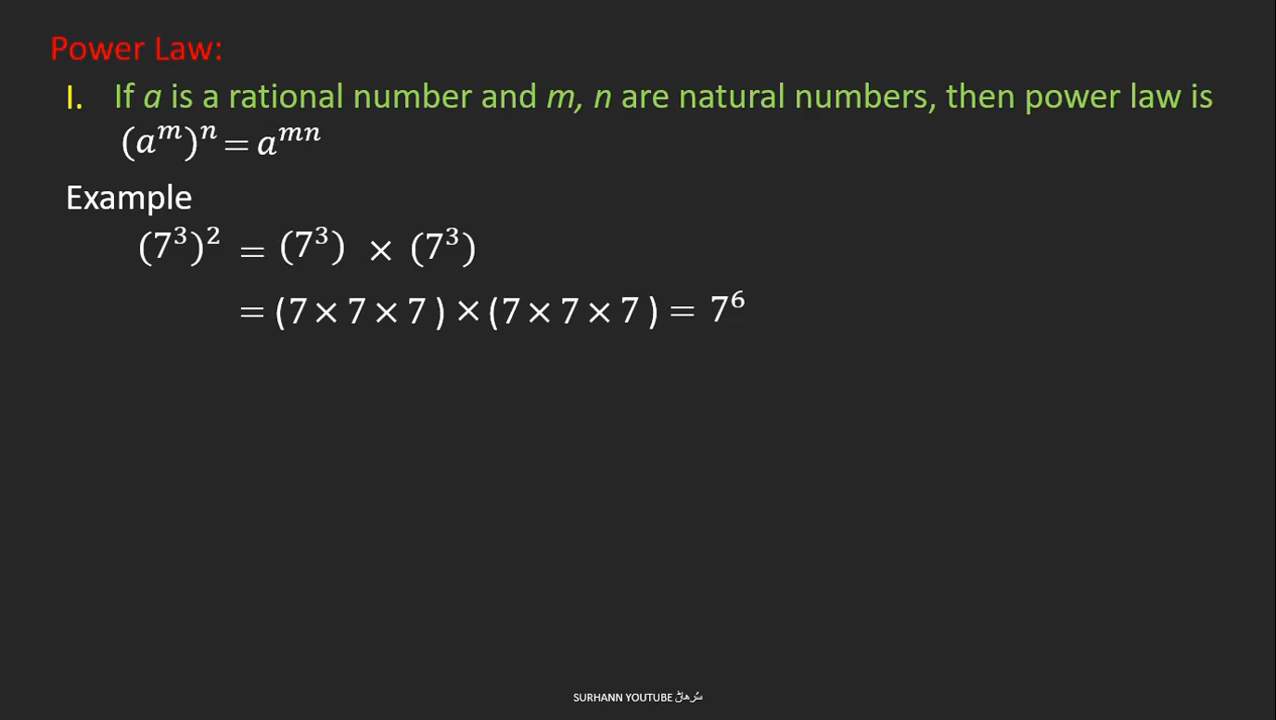 Power Law:
I. If a is a rational number and m, n are natural numbers, then power law is
(a^m)^n = a^{mn}
Example
(7^3)^2 = (7^3) × (7^3)
= (7 × 7 × 7 ) × (7 × 7 × 7 ) = 7^6
SURHANN YOUTUBE سُرھاݨ